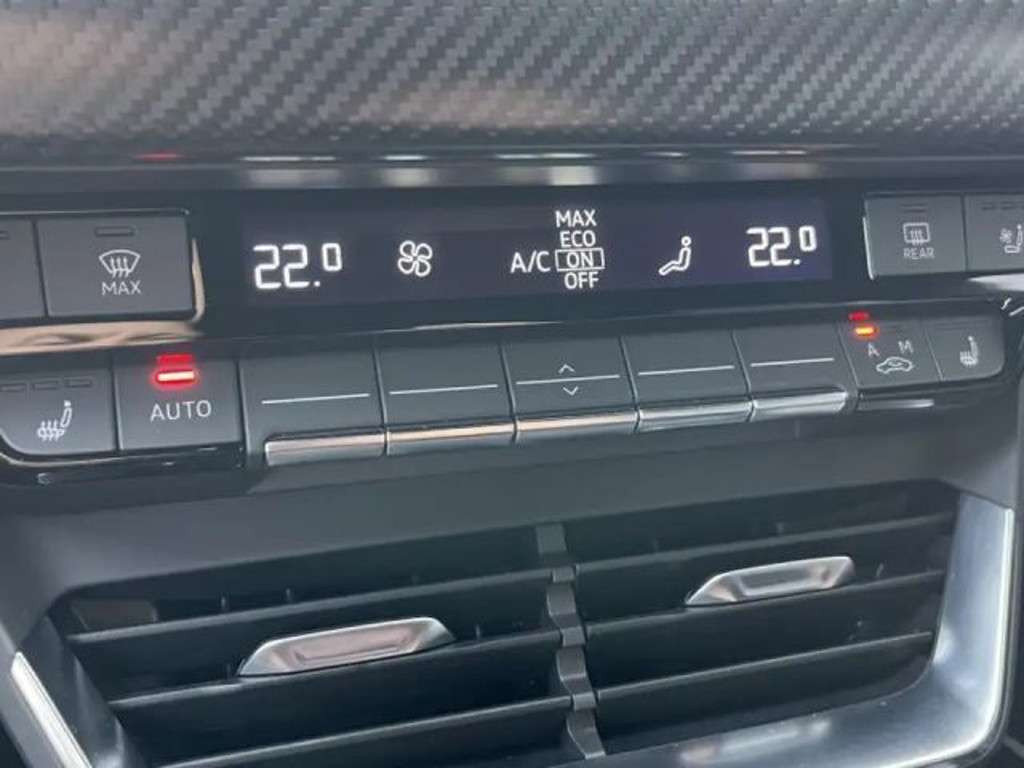 MAX
22.0
A/C
MAX
ECO
ON
OFF
22.0
REAR
AUTO
A M